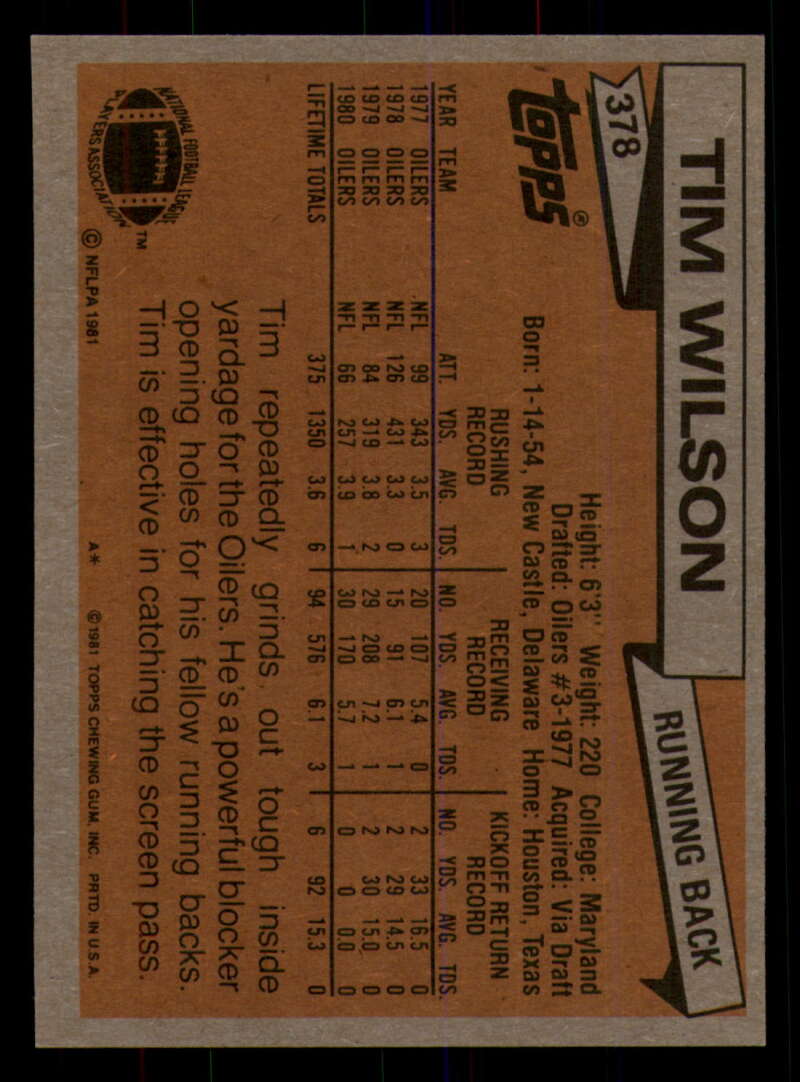 378
TIM WILSON
RUNNING BACK
TOPPS®
Height: 6'3" Weight: 220 College: Maryland
Drafted: Oilers #3-1977 Acquired: Via Draft
Born: 1-14-54, New Castle, Delaware Home: Houston, Texas
RUSHING RECORD RECEIVING RECORD KICKOFF RETURN RECORD
YEAR TEAM ATT. YDS. AVG. TDS. NO. YDS. AVG. TDS. NO. YDS. AVG. TDS.
1977 OILERS NFL 99 343 3.5 3 20 107 5.4 0 2 33 16.5 0
1978 OILERS NFL 126 431 3.3 0 15 91 6.1 1 2 29 14.5 0
1979 OILERS NFL 84 319 3.8 2 29 208 7.2 1 2 30 15.0 0
1980 OILERS NFL 66 257 3.9 1 30 170 5.7 1 0 0 0.0 0
LIFETIME TOTALS 375 1350 3.6 6 94 576 6.1 3 6 92 15.3 0
Tim repeatedly grinds out tough inside
yardage for the Oilers. He's a powerful blocker
opening holes for his fellow running backs.
Tim is effective in catching the screen pass.
NATIONAL FOOTBALL LEAGUE
PLAYERS ASSOCIATION
TM
© NFLPA 1981
A* ©1981 TOPPS CHEWING GUM, INC. PRTD. IN U.S.A.